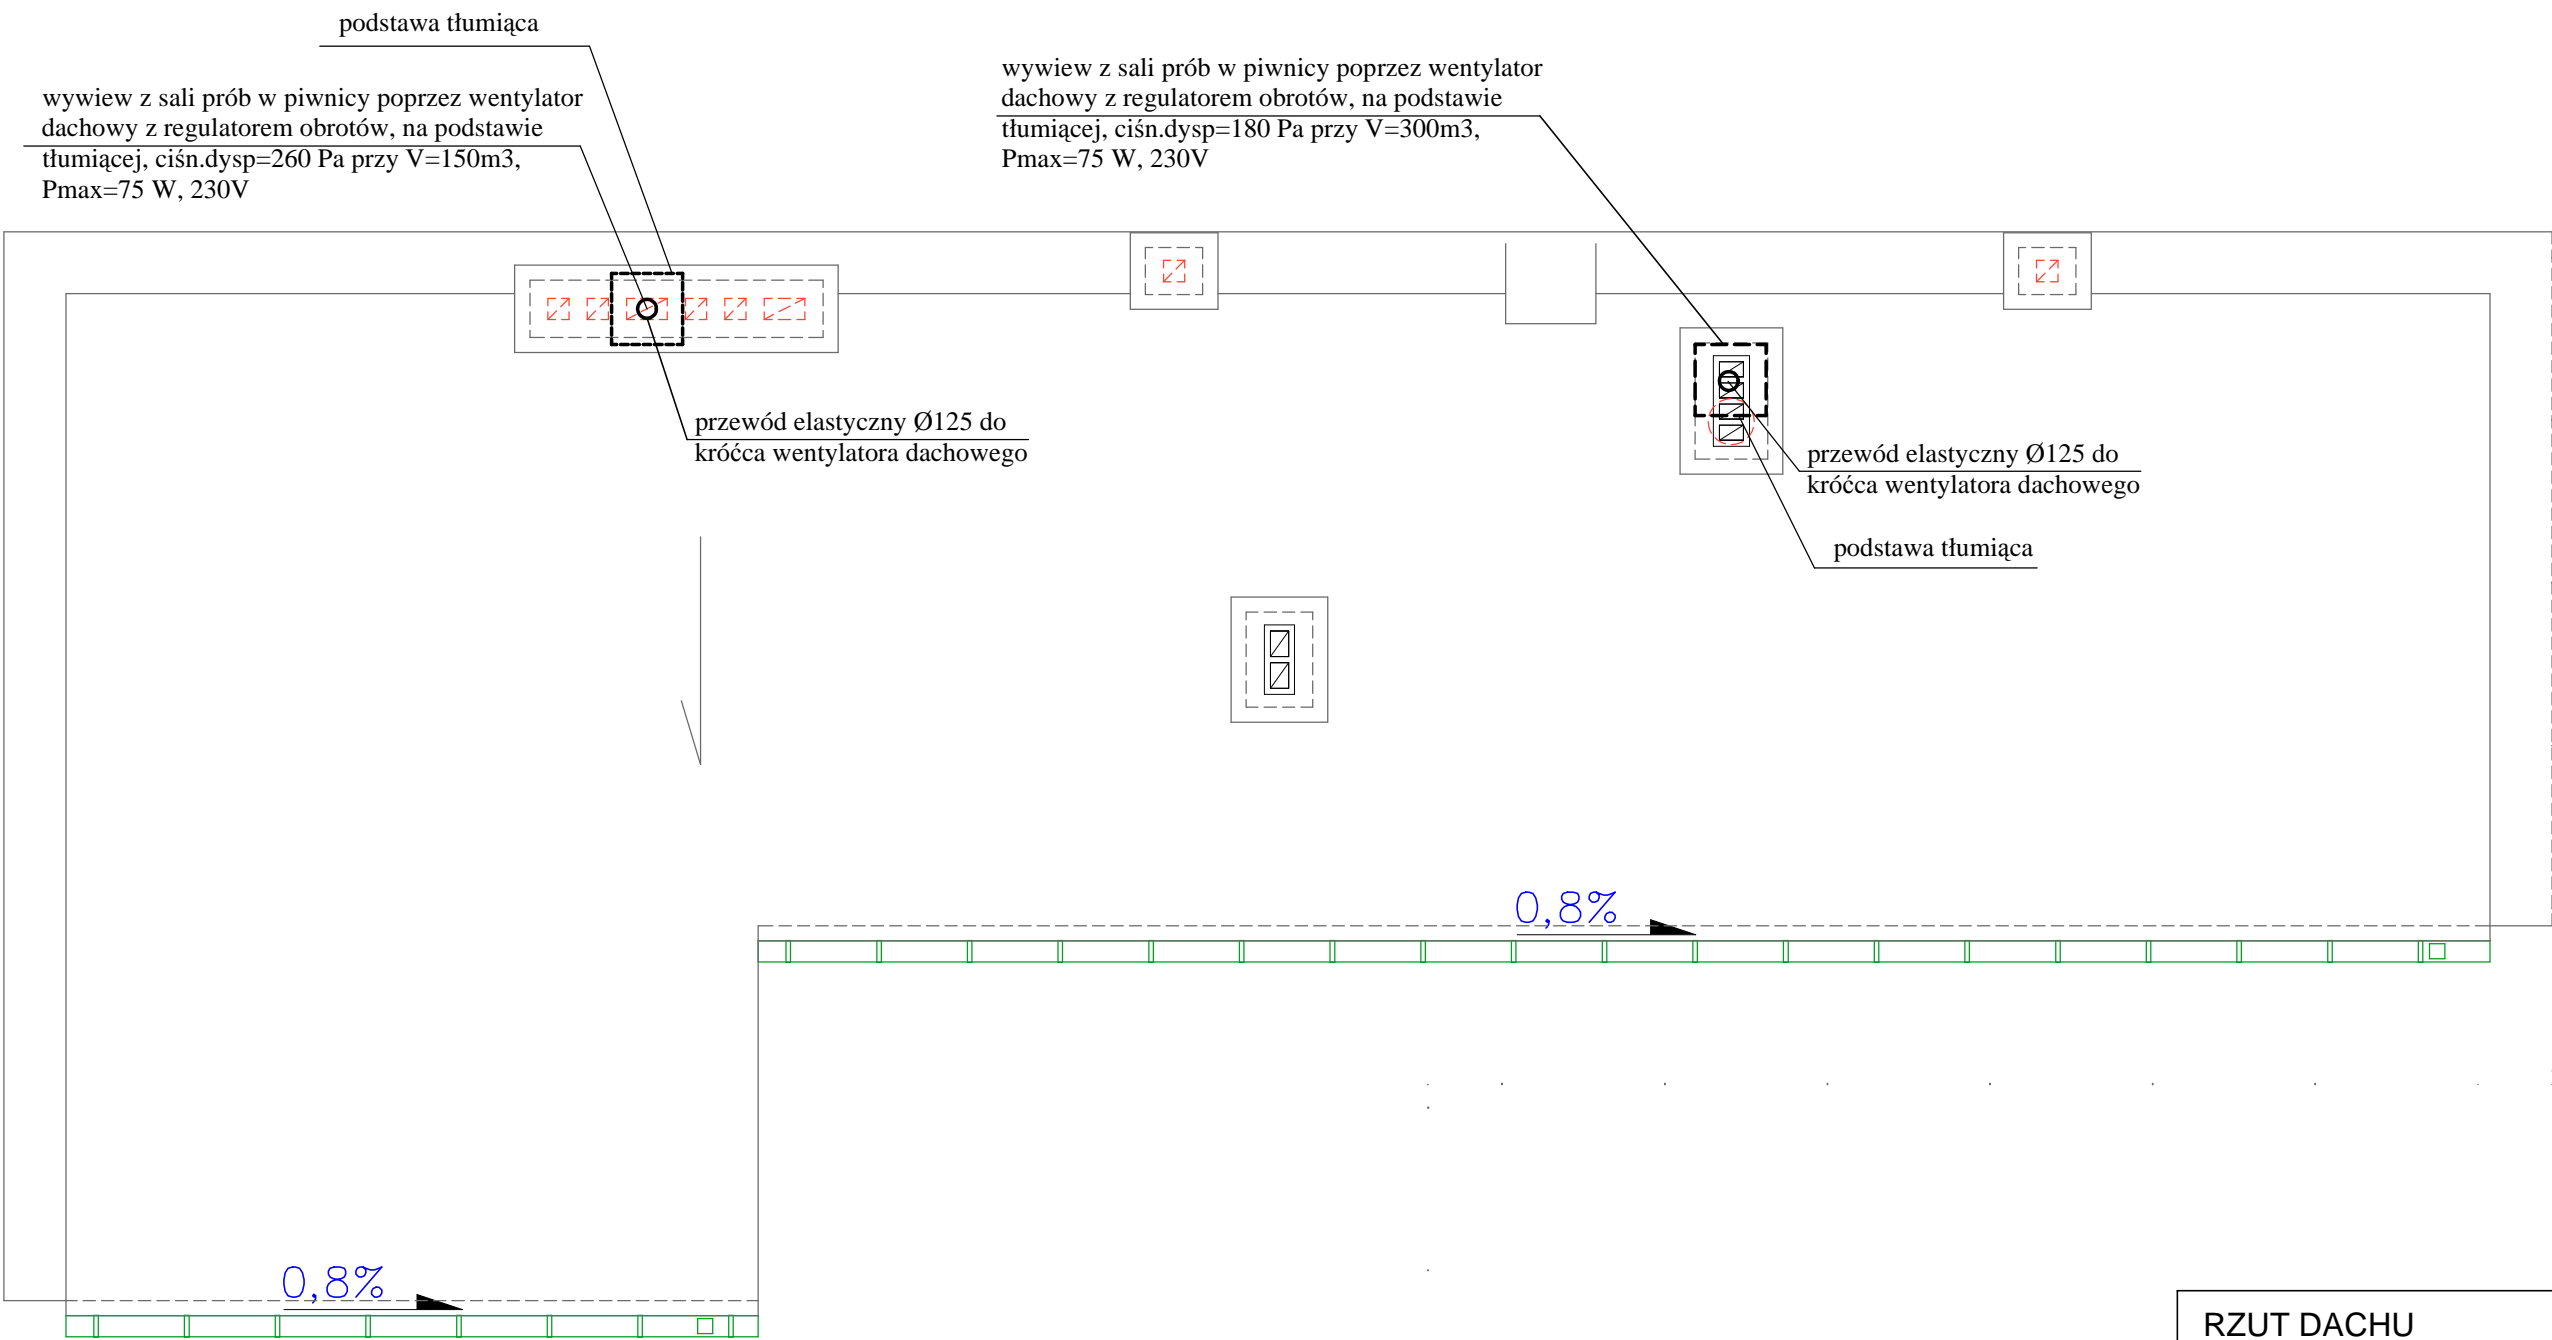 podstawa tłumiąca
wywiew z sali prób w piwnicy poprzez wentylator
dachowy z regulatorem obrotów, na podstawie
tłumiącej, ciśn.dysp=260 Pa przy V=150m3,
Pmax=75 W, 230V
wywiew z sali prób w piwnicy poprzez wentylator
dachowy z regulatorem obrotów, na podstawie
tłumiącej, ciśn.dysp=180 Pa przy V=300m3,
Pmax=75 W, 230V
przewód elastyczny Ø125 do
króćca wentylatora dachowego
przewód elastyczny Ø125 do
króćca wentylatora dachowego
podstawa tłumiąca
0,8%
0,8%
RZUT DACHU